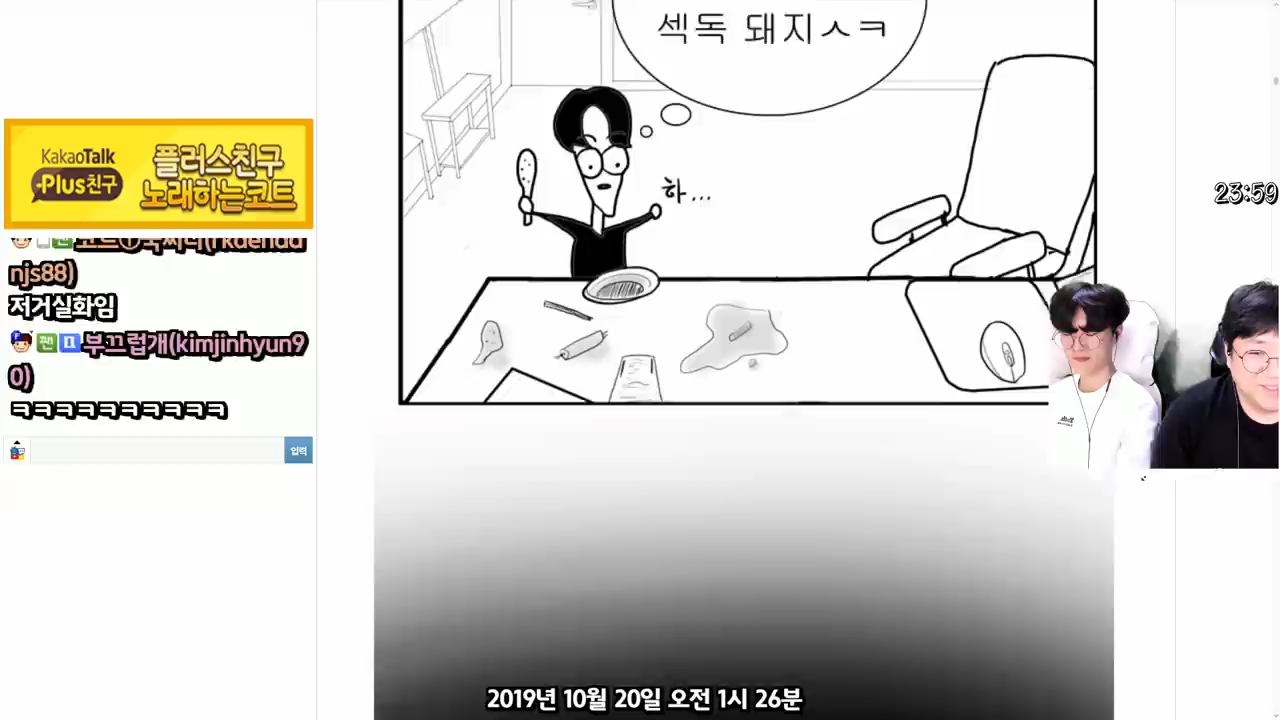 섹독 돼지ㅅㅋ
하...
KakaoTalk
Plus친구
플러스친구
노래하는코트
njs88)
저거실화임
팬 부끄럽개(kimjinhyun9
0)
ㅋㅋㅋㅋㅋㅋㅋㅋㅋㅋ
입력
23:59
2019년 10월 20일 오전 1시 26분